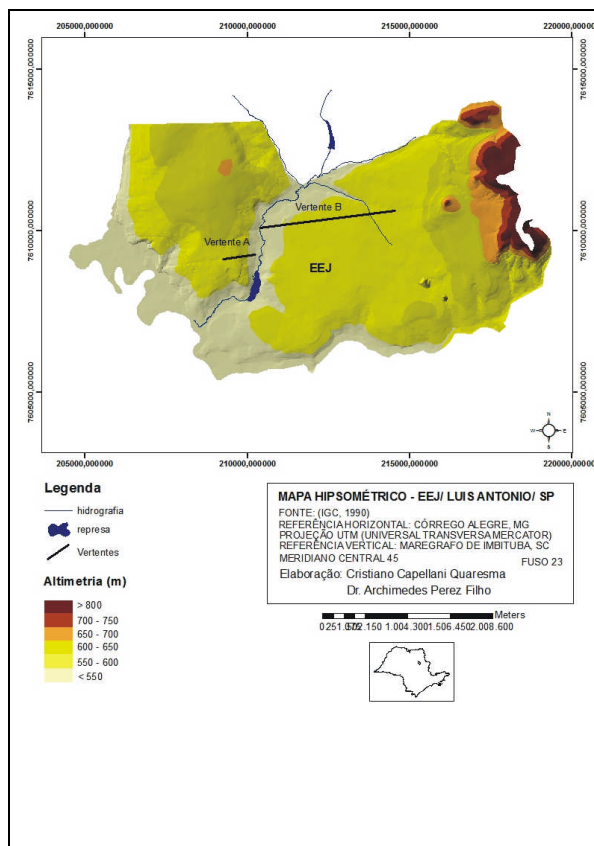 205000,000000 210000,000000 215000,000000 220000,000000
7615000,000000 7615000,000000
7610000,000000 7610000,000000
7605000,000000 7605000,000000
Vertente B
Vertente A
EEJ
N
W E
S
205000,000000 210000,000000 215000,000000 220000,000000
Legenda
hidrografia
represa
Vertentes
Altimetria (m)
> 800
700 - 750
650 - 700
600 - 650
550 - 600
< 550
MAPA HIPSOMÉTRICO - EEJ/ LUIS ANTONIO/ SP
FONTE: (IGC, 1990)
REFERÊNCIA HORIZONTAL: CÓRREGO ALEGRE, MG
PROJEÇÃO UTM (UNIVERSAL TRANSVERSA MERCATOR)
REFERÊNCIA VERTICAL: MAREGRAFO DE IMBITUBA, SC
MERIDIANO CENTRAL 45 FUSO 23
Elaboração: Cristiano Capellani Quaresma
Dr. Archimedes Perez Filho
Meters